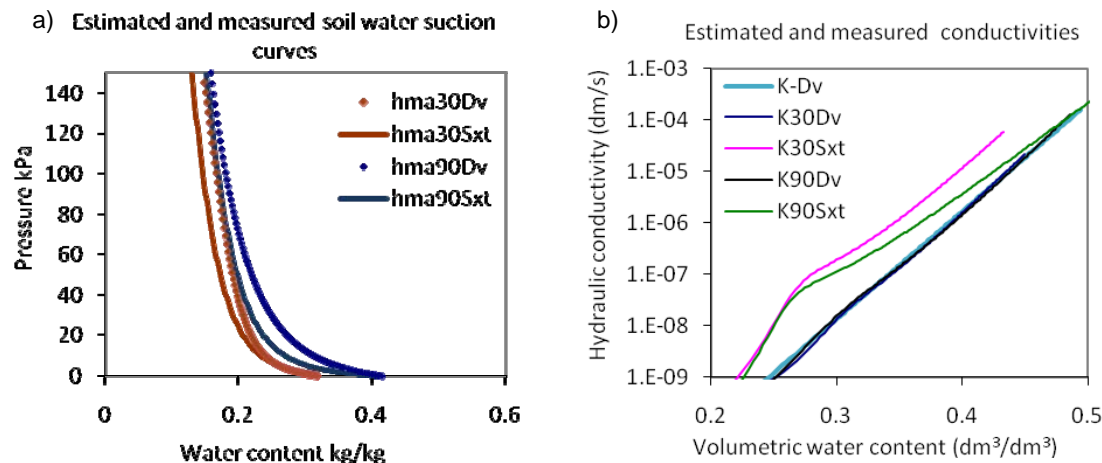 a)
Estimated and measured soil water suction
curves
Pressure kPa
140
120
100
80
60
40
20
0
hma30Dv
hma30Sxt
hma90Dv
hma90Sxt
0 0.2 0.4 0.6
Water content kg/kg
b)
Estimated and measured conductivities
Hydraulic conductivity (dm/s)
1.E-03
1.E-04
1.E-05
1.E-06
1.E-07
1.E-08
1.E-09
K-Dv
K30Dv
K30Sxt
K90Dv
K90Sxt
0.2 0.3 0.4 0.5
Volumetric water content (dm³/dm³)